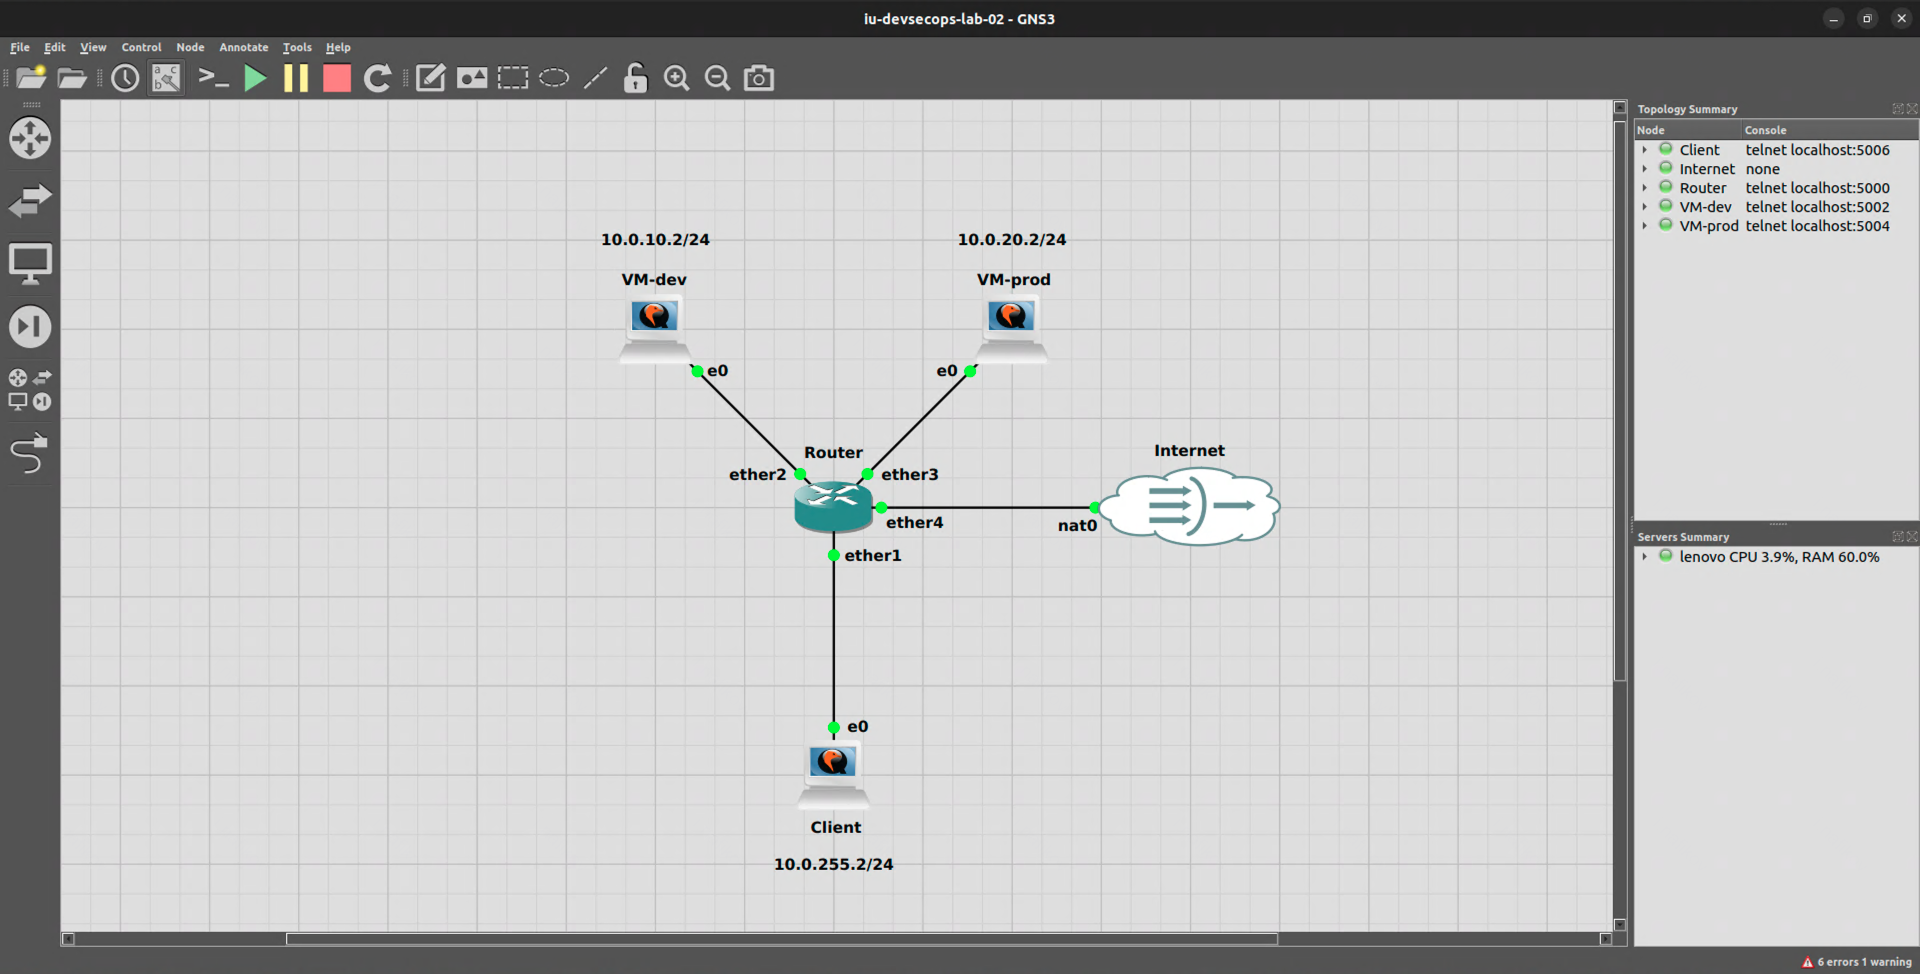 iu-devsecops-lab-02 - GNS3
File Edit View Control Node Annotate Tools Help
Topology Summary
Node Console
Client telnet localhost:5006
Internet none
Router telnet localhost:5000
VM-dev telnet localhost:5002
VM-prod telnet localhost:5004
10.0.10.2/24
10.0.20.2/24
VM-dev
VM-prod
e0
e0
Router
Internet
ether2
ether3
ether4
nat0
ether1
e0
Client
10.0.255.2/24
Servers Summary
lenovo CPU 3.9%, RAM 60.0%
6 errors 1 warning